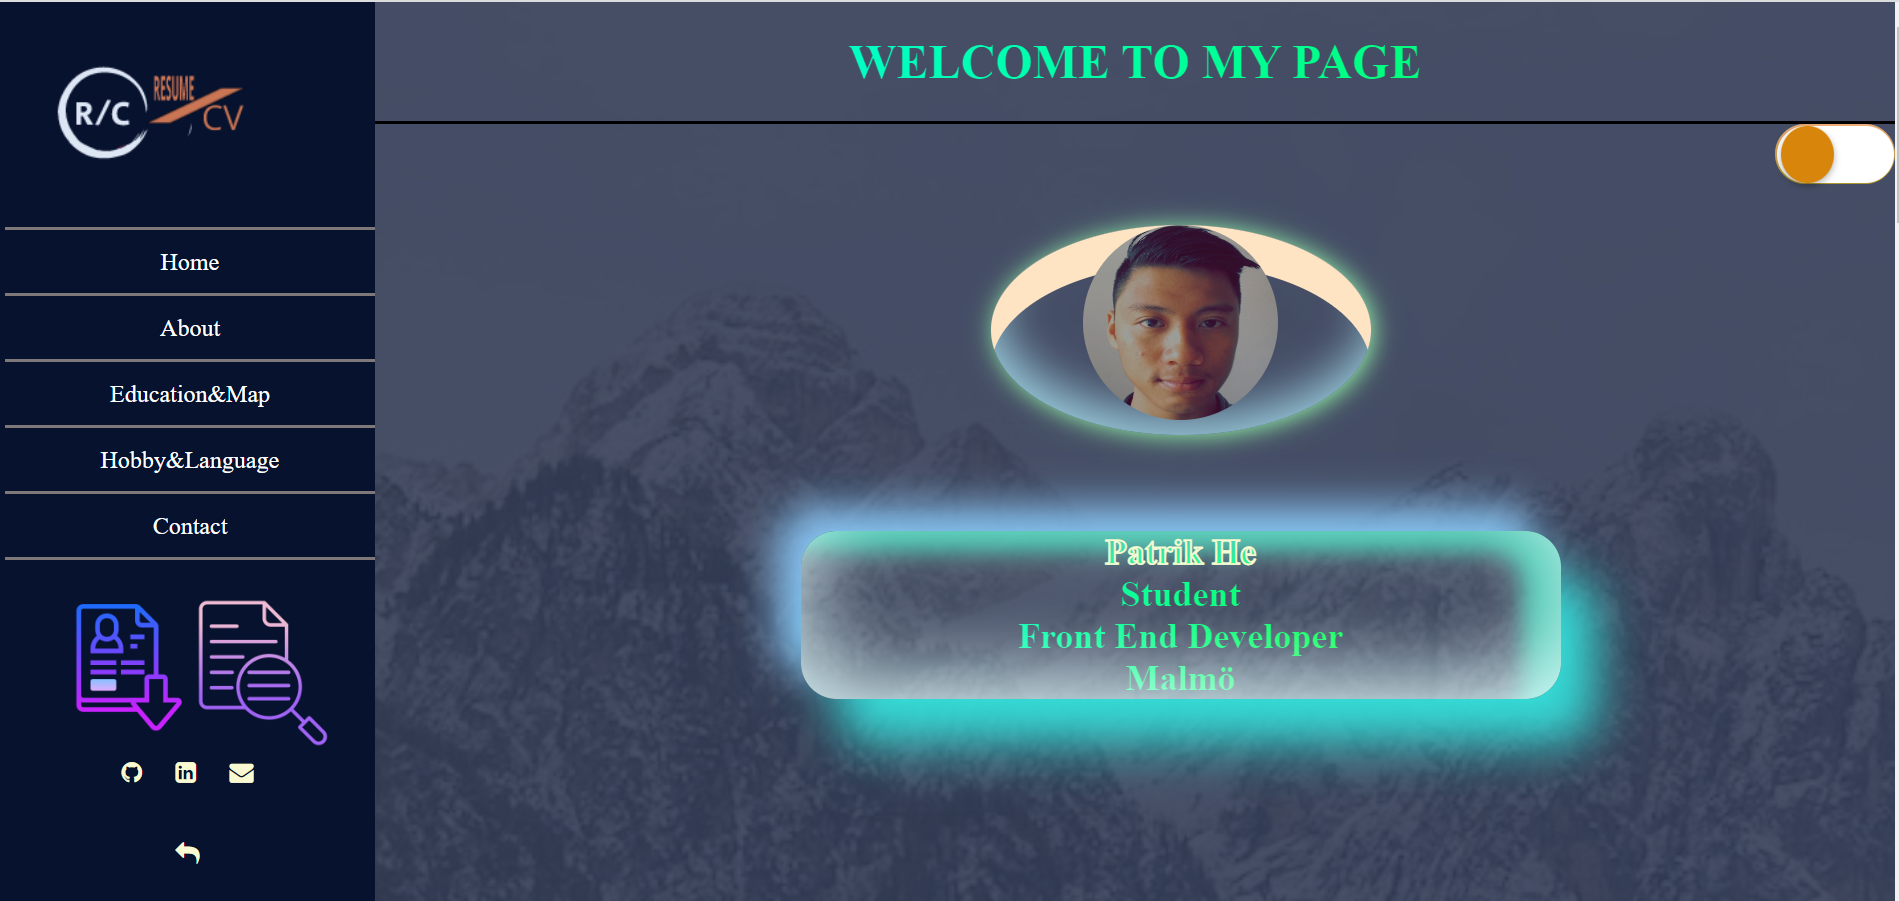 R/C
RESUME
CV
Home
About
Education&Map
Hobby&Language
Contact
WELCOME TO MY PAGE
Patrik He
Student
Front End Developer
Malmö